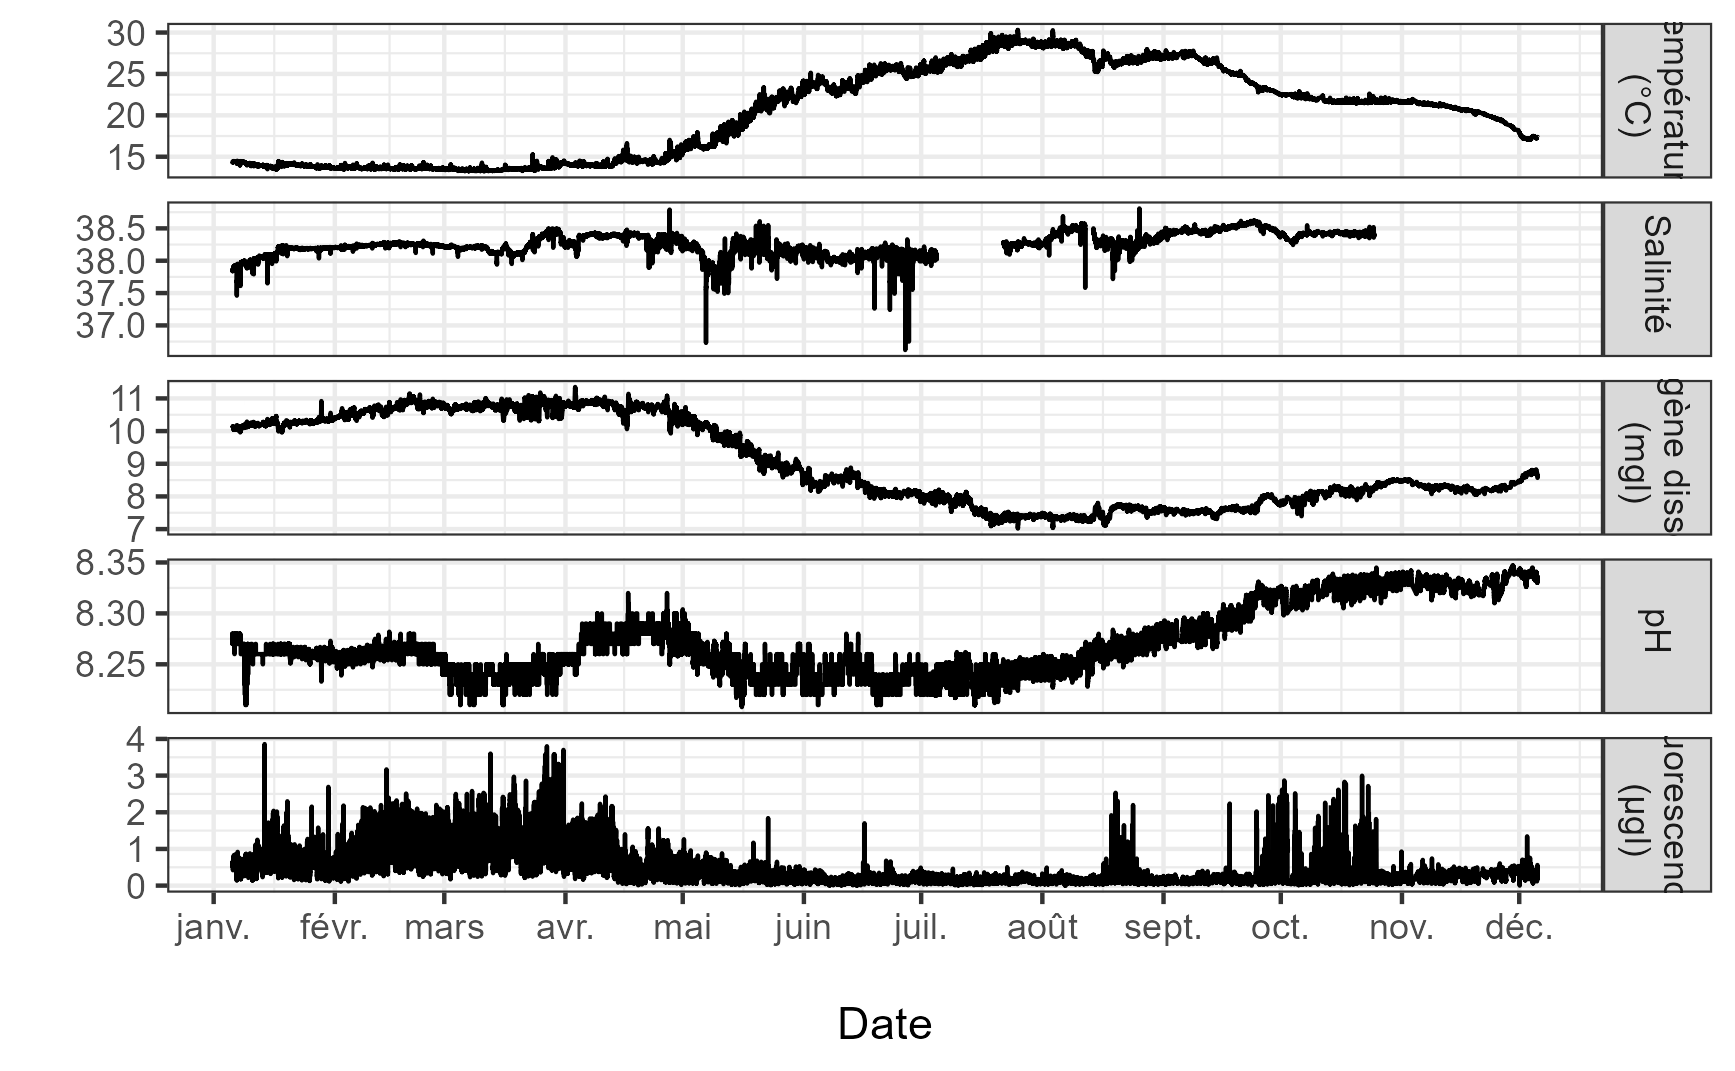 30
25
20
15
empératur
(°C)
38.5
38.0
37.5
37.0
Salinité
11
10
9
8
7
gène diss
(mgl)
8.35
8.30
8.25
pH
4
3
2
1
0
uorescenc
(µgl)
janv. févr. mars avr. mai juin juil. août sept. oct. nov. déc.
Date